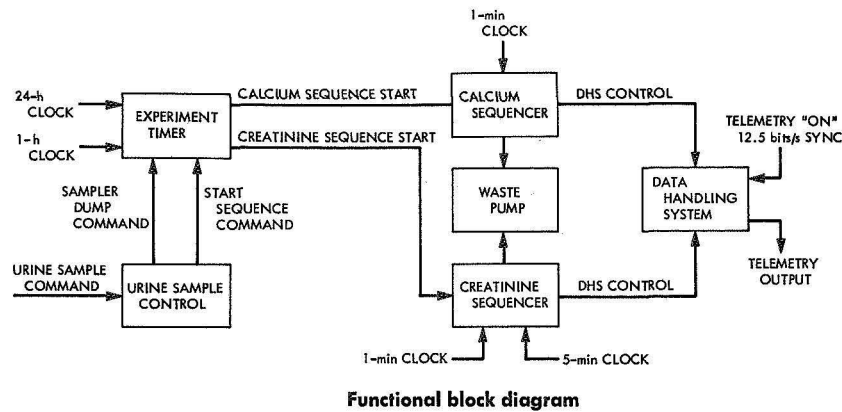 1-min
CLOCK
24-h
CLOCK
1-h
CLOCK
EXPERIMENT
TIMER
CALCIUM SEQUENCE START
CREATININE SEQUENCE START
CALCIUM
SEQUENCER
DHS CONTROL
TELEMETRY "ON"
12.5 bits/s SYNC
SAMPLER
DUMP
COMMAND
START
SEQUENCE
COMMAND
WASTE
PUMP
DATA
HANDLING
SYSTEM
TELEMETRY
OUTPUT
URINE SAMPLE
COMMAND
URINE SAMPLE
CONTROL
CREATININE
SEQUENCER
DHS CONTROL
1-min CLOCK
5-min CLOCK
Functional block diagram